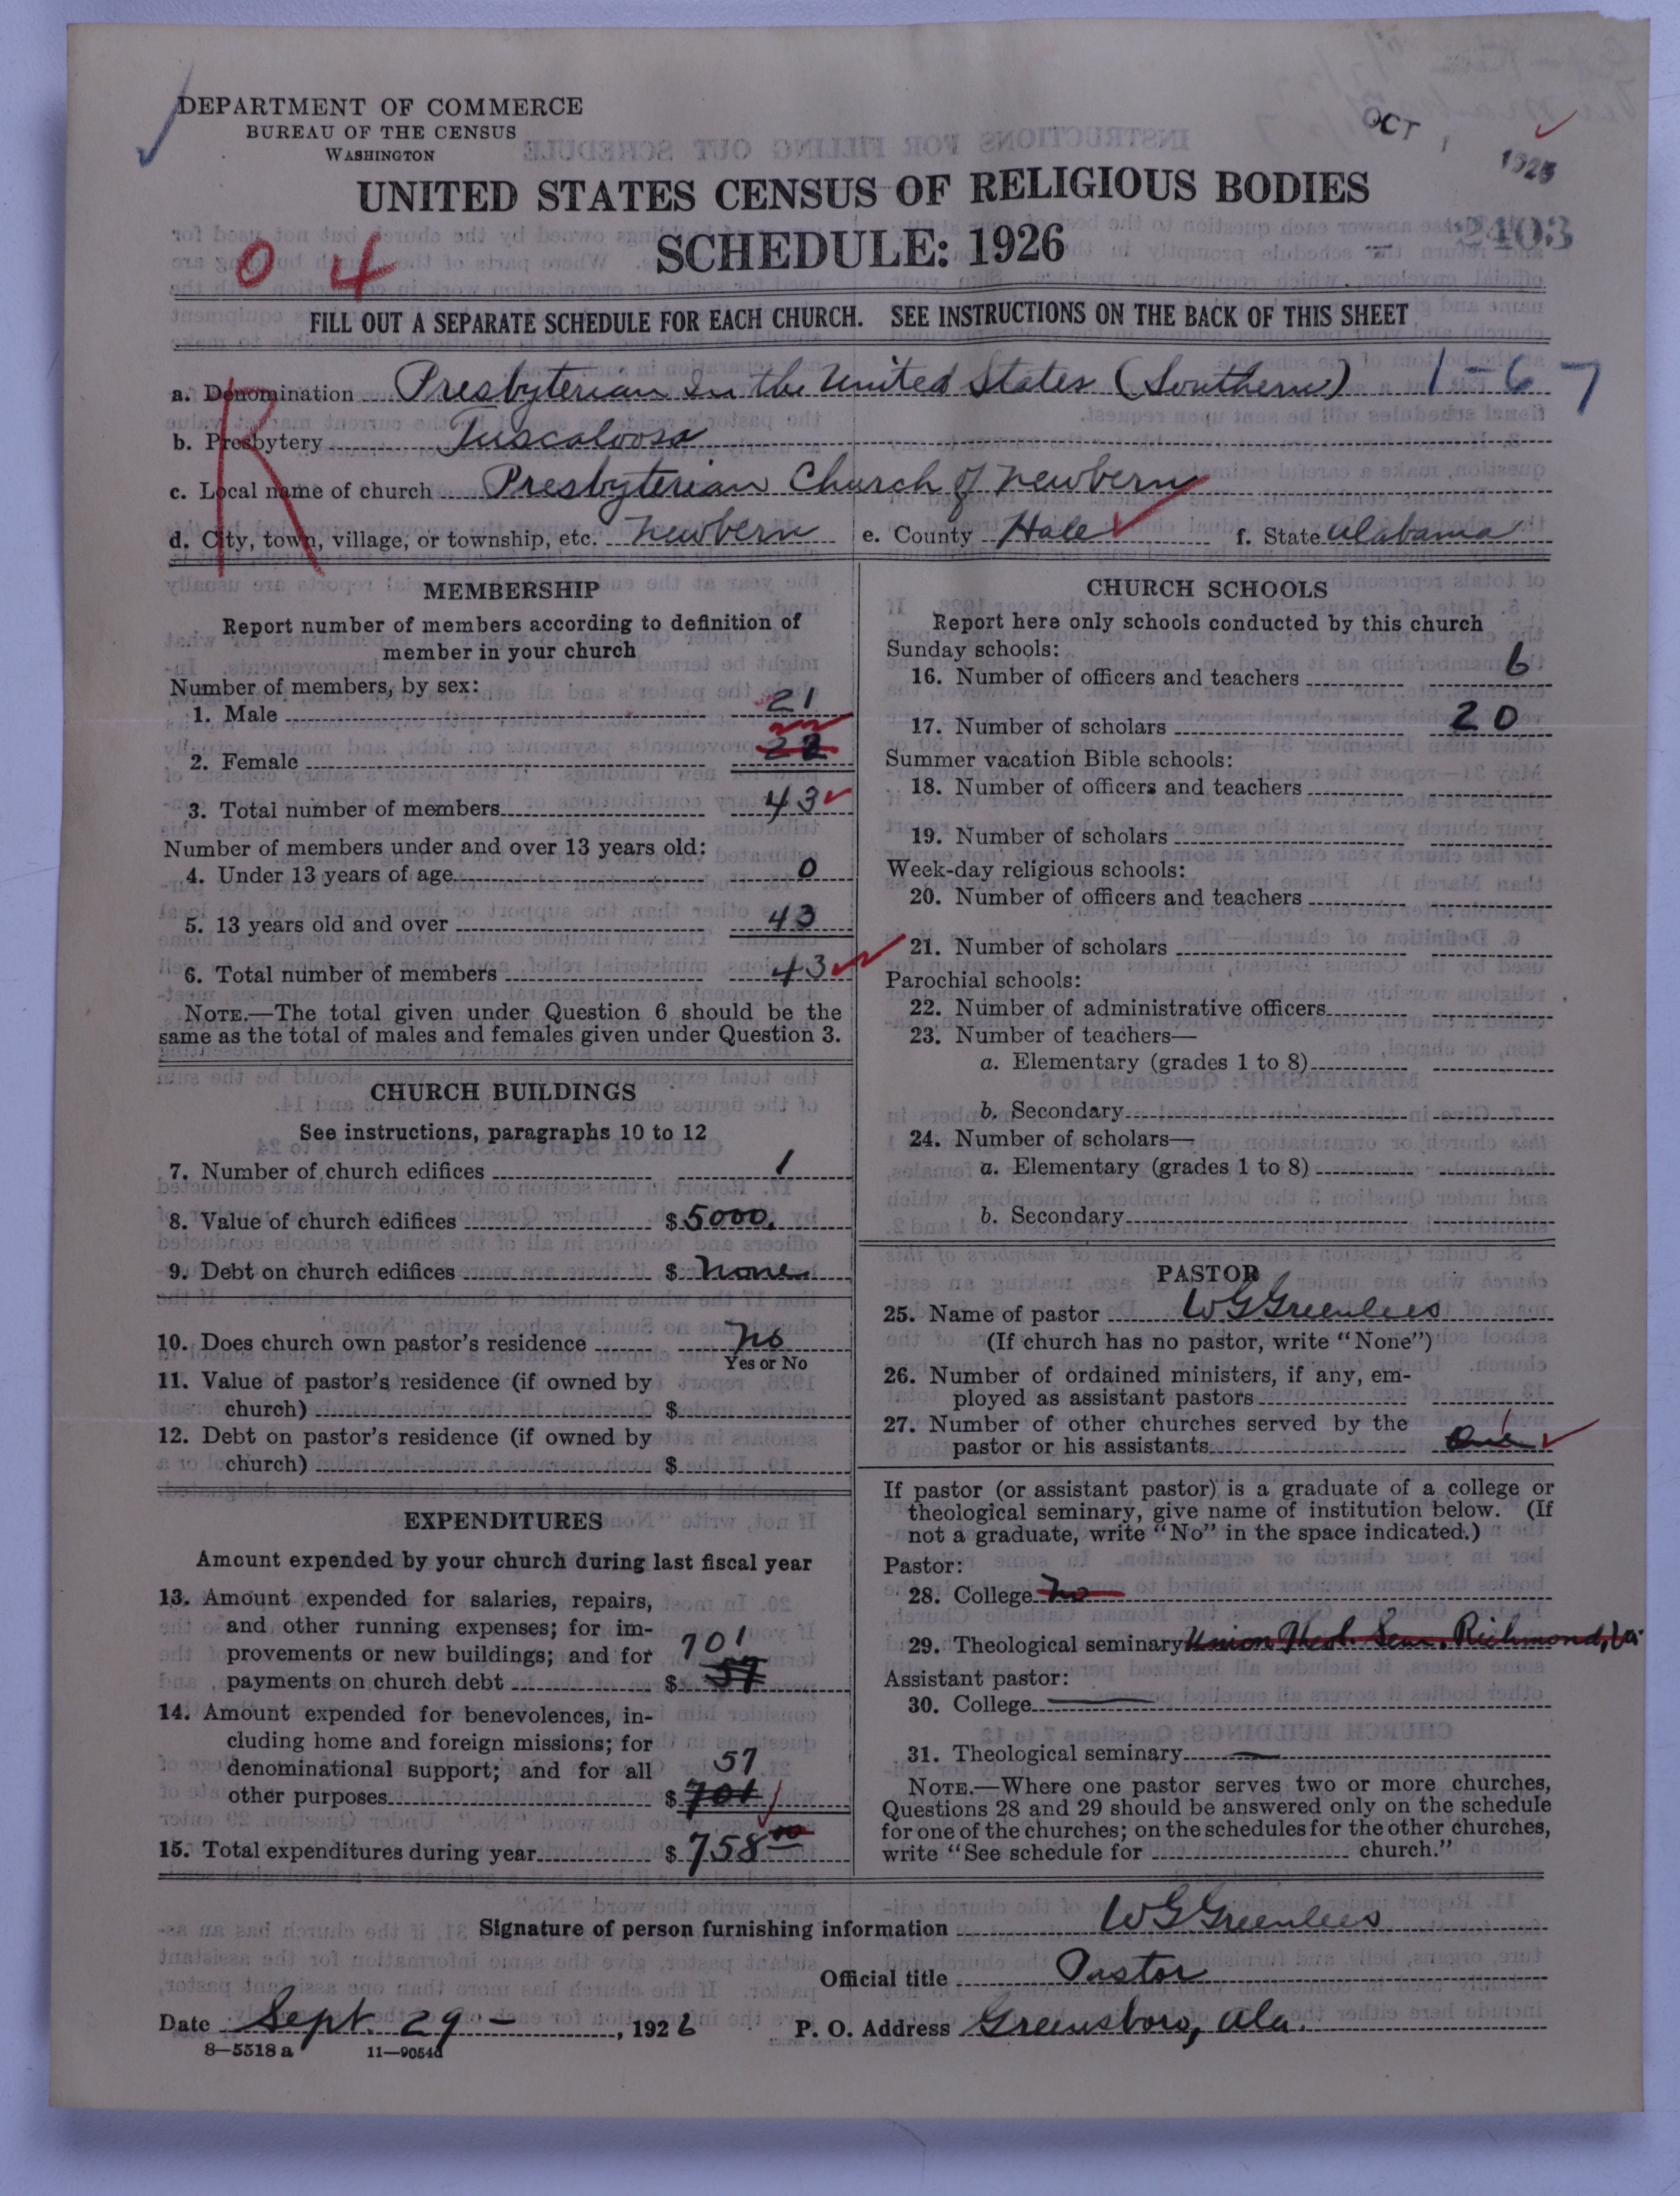 DEPARTMENT OF COMMERCE
BUREAU OF THE CENSUS
WASHINGTON
OCT 1
UNITED STATES CENSUS OF RELIGIOUS BODIES
SCHEDULE: 1926
2403
0 4
FILL OUT A SEPARATE SCHEDULE FOR EACH CHURCH. SEE INSTRUCTIONS ON THE BACK OF THIS SHEET
a. Denomination Presbyterian in the United States (Southern) 1-67
b. Presbytery Tuscaloosa
R
c. Local name of church Presbyterian Church of Newbern
d. City, town, village, or township, etc. Newbern e. County Hale f. State Alabama
MEMBERSHIP
Report number of members according to definition of
member in your church
Number of members, by sex:
1. Male 21
2. Female 22
3. Total number of members 43
Number of members under and over 13 years old:
4. Under 13 years of age 0
5. 13 years old and over 43
6. Total number of members 43
NOTE.—The total given under Question 6 should be the
same as the total of males and females given under Question 3.
CHURCH BUILDINGS
See instructions, paragraphs 10 to 12
7. Number of church edifices 1
8. Value of church edifices $5000.
9. Debt on church edifices $ None
10. Does church own pastor's residence No
Yes or No
11. Value of pastor's residence (if owned by
church) $
12. Debt on pastor's residence (if owned by
church) $
EXPENDITURES
Amount expended by your church during last fiscal year
13. Amount expended for salaries, repairs,
and other running expenses; for im-
provements or new buildings; and for 701
payments on church debt $ 57
14. Amount expended for benevolences, in-
cluding home and foreign missions; for
denominational support; and for all 57
other purposes $ 701
15. Total expenditures during year $ 758 00
CHURCH SCHOOLS
Report here only schools conducted by this church
Sunday schools:
16. Number of officers and teachers 6
17. Number of scholars 20
Summer vacation Bible schools:
18. Number of officers and teachers
19. Number of scholars
Week-day religious schools:
20. Number of officers and teachers
21. Number of scholars
Parochial schools:
22. Number of administrative officers
23. Number of teachers—
a. Elementary (grades 1 to 8)
b. Secondary
24. Number of scholars—
a. Elementary (grades 1 to 8)
b. Secondary
PASTOR
25. Name of pastor W G Greenlees
(If church has no pastor, write "None")
26. Number of ordained ministers, if any, em-
ployed as assistant pastors
27. Number of other churches served by the 1
pastor or his assistants One
If pastor (or assistant pastor) is a graduate of a college or
theological seminary, give name of institution below. (If
not a graduate, write "No" in the space indicated.)
Pastor:
28. College No
29. Theological seminary Union Theol. Sem. Richmond, Va.
Assistant pastor:
30. College
31. Theological seminary
NOTE.—Where one pastor serves two or more churches,
Questions 28 and 29 should be answered only on the schedule
for one of the churches; on the schedules for the other churches,
write "See schedule for church."
Signature of person furnishing information W G Greenlees
Official title Pastor
Date Sept. 29 - , 1926 P. O. Address Greensboro, Ala.
8—5518 a 11—9054a